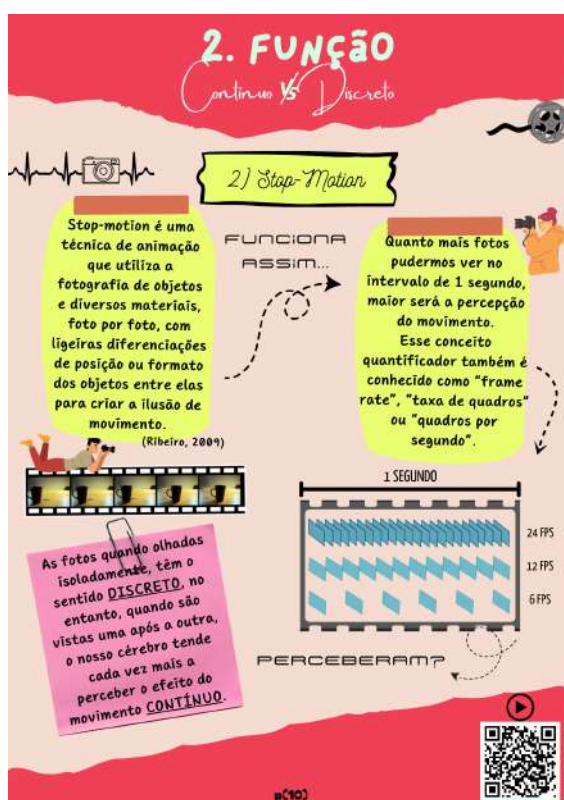 2. FUNÇÃO
Contínuo VS Discreto
2) Stop-Motion
Stop-motion é uma
técnica de animação
que utiliza a
fotografia de objetos
e diversos materiais,
foto por foto, com
ligeiras diferenciações
de posição ou formato
dos objetos entre elas
para criar a ilusão de
movimento.
(Ribeiro, 2009)
FUNCIONA
ASSIM...
Quanto mais fotos
pudermos ver no
intervalo de 1 segundo,
maior será a percepção
do movimento.
Esse conceito
quantificador também é
conhecido como "frame
rate", "taxa de quadros"
ou "quadros por
segundo".
1 SEGUNDO
24 FPS
12 FPS
6 FPS
As fotos quando olhadas
isoladamente, têm o
sentido DISCRETO, no
entanto, quando são
vistas uma após a outra,
o nosso cérebro tende
cada vez mais a
perceber o efeito do
movimento CONTÍNUO.
PERCEBERAM?
p(10)